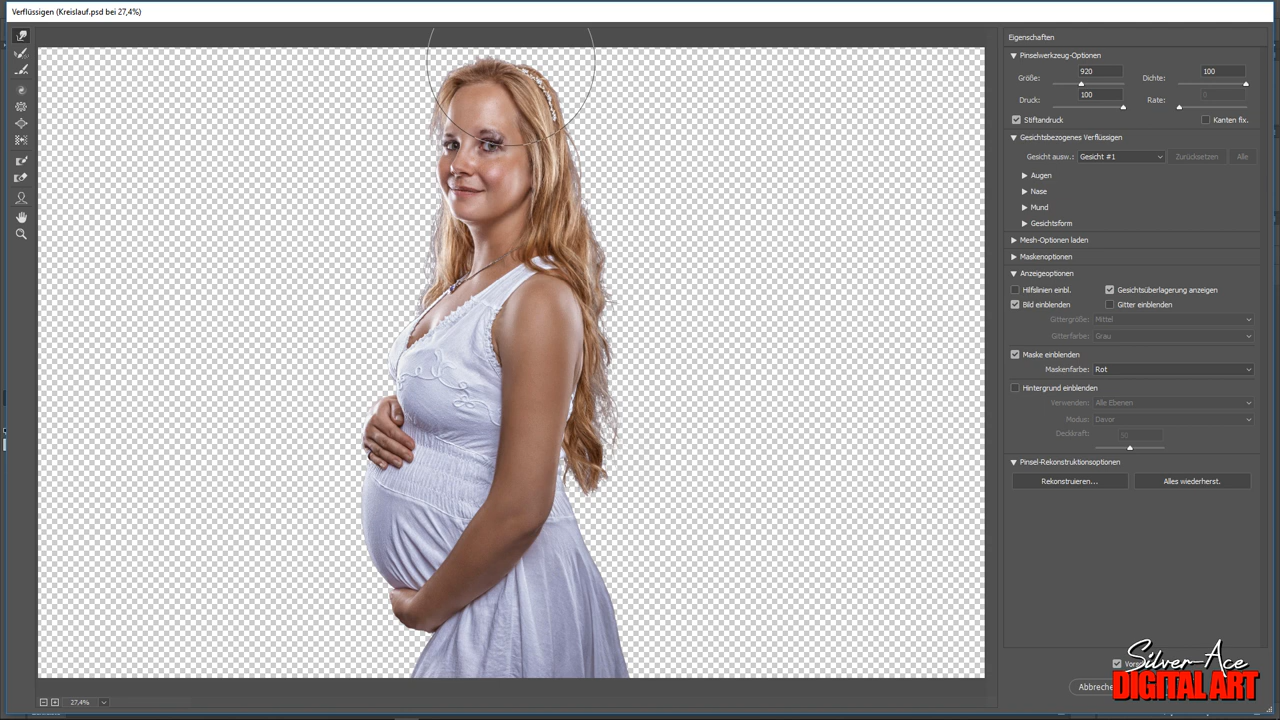 Verflüssigen (Kreislauf.psd bei 27,4%)
Eigenschaften
Pinselwerkzeug-Optionen
Größe: 920 Dichte: 100
Druck: 100 Rate: 0
Stiftandruck Kanten fix.
Gesichtsbezogenes Verflüssigen
Gesicht ausw.: Gesicht #1 Zurücksetzen Alle
Augen
Nase
Mund
Gesichtsform
Mesh-Optionen laden
Maskenoptionen
Anzeigeoptionen
Hilfslinien einbl. Gesichtsüberlagerung anzeigen
Bild einblenden Gitter einblenden
Gittergröße: Mittel
Gitterfarbe: Grau
Maske einblenden
Maskenfarbe: Rot
Hintergrund einblenden
Verwenden: Alle Ebenen
Modus: Davor
Deckkraft: 50
Pinsel-Rekonstruktionsoptionen
Rekonstruieren... Alles wiederherst.
Silver-Ace
Abbreche
DIGITAL ART
27,4%